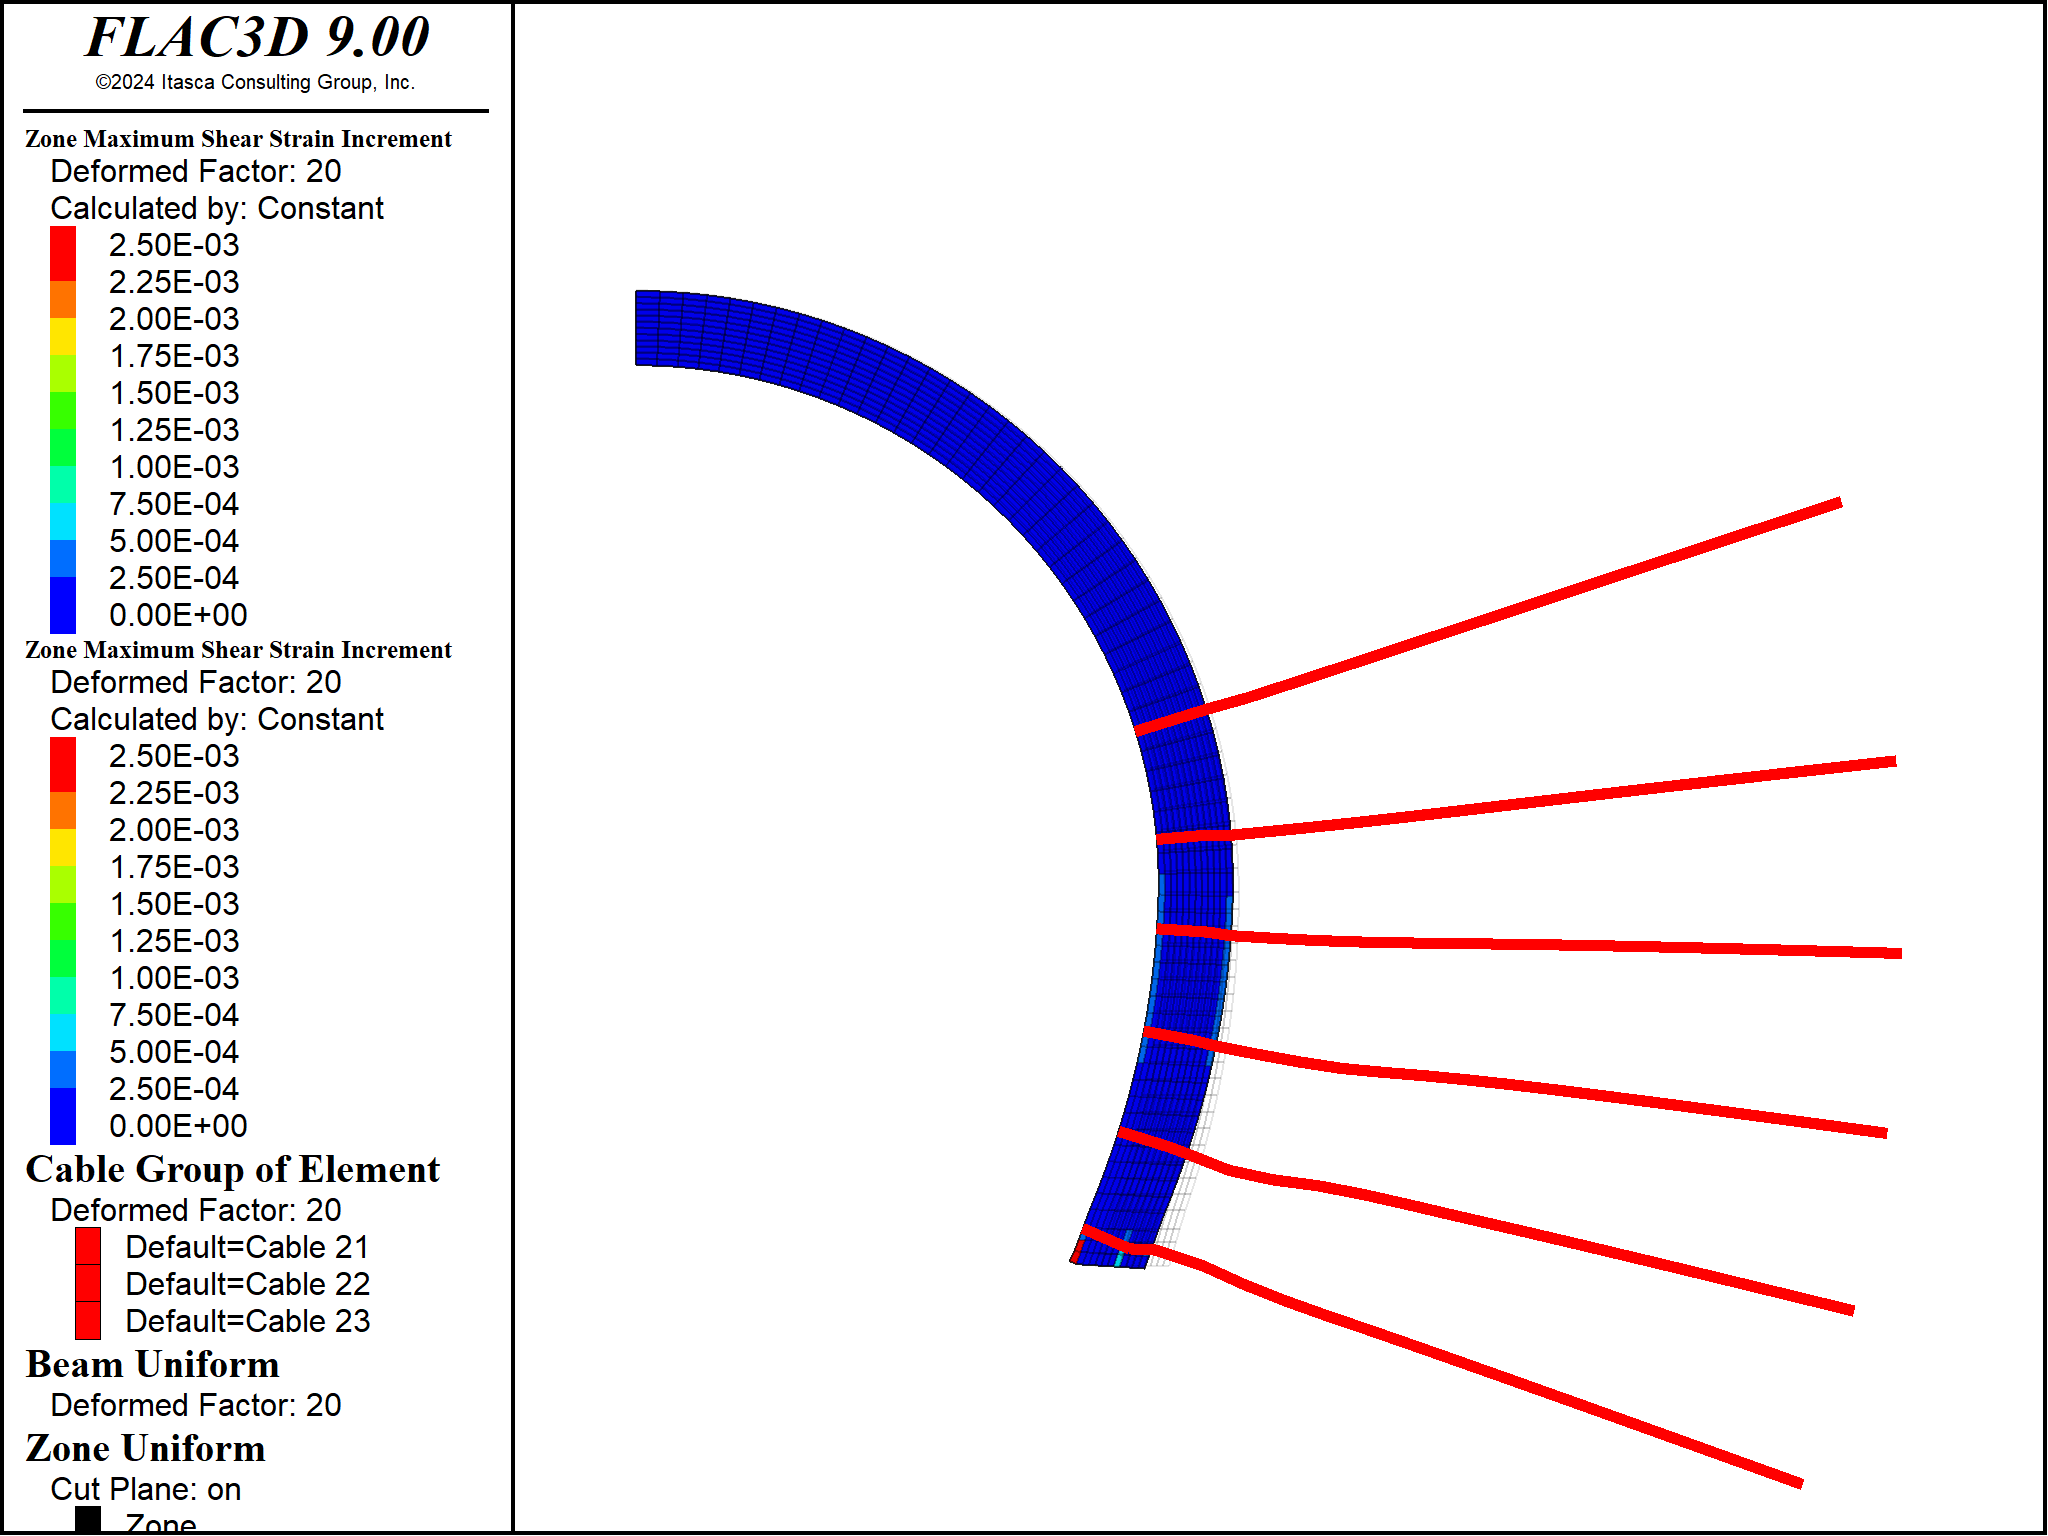 FLAC3D 9.00
©2024 Itasca Consulting Group, Inc.
Zone Maximum Shear Strain Increment
Deformed Factor: 20
Calculated by: Constant
2.50E-03
2.25E-03
2.00E-03
1.75E-03
1.50E-03
1.25E-03
1.00E-03
7.50E-04
5.00E-04
2.50E-04
0.00E+00
Zone Maximum Shear Strain Increment
Deformed Factor: 20
Calculated by: Constant
2.50E-03
2.25E-03
2.00E-03
1.75E-03
1.50E-03
1.25E-03
1.00E-03
7.50E-04
5.00E-04
2.50E-04
0.00E+00
Cable Group of Element
Deformed Factor: 20
Default=Cable 21
Default=Cable 22
Default=Cable 23
Beam Uniform
Deformed Factor: 20
Zone Uniform
Cut Plane: on
Zone